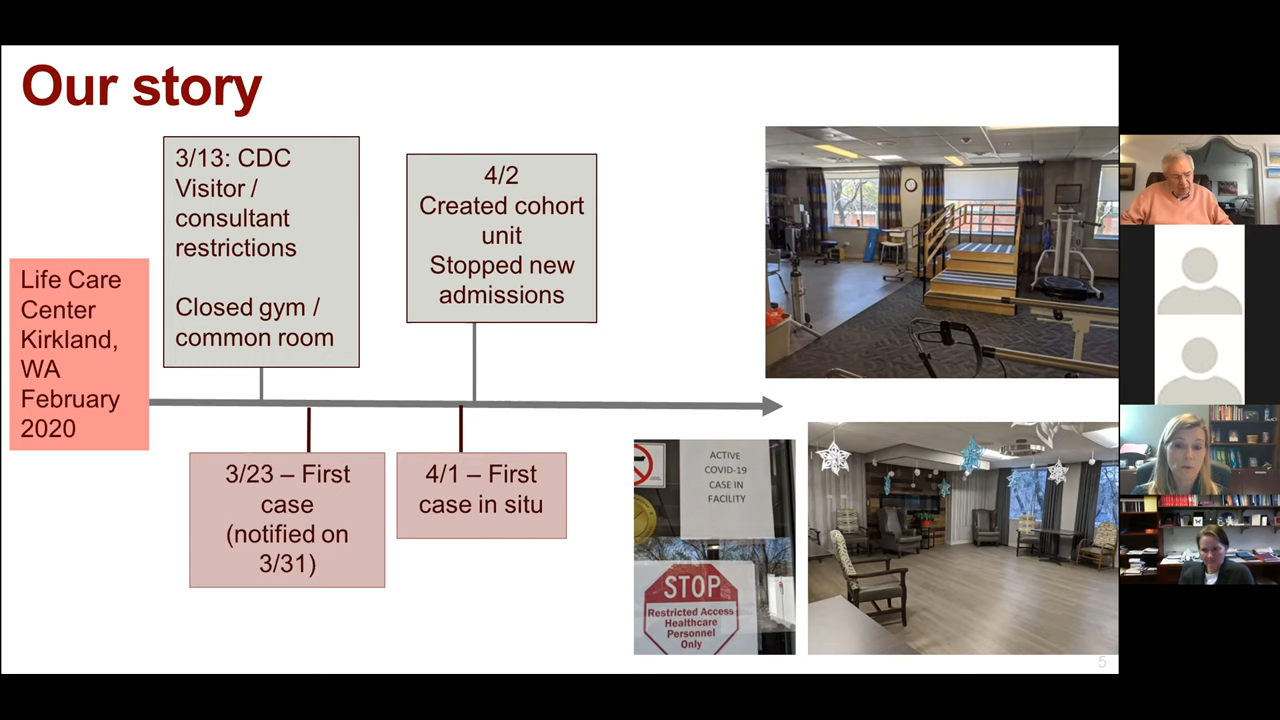 Our story
Life Care
Center
Kirkland,
WA
February
2020
3/13: CDC
Visitor /
consultant
restrictions
Closed gym /
common room
4/2
Created cohort
unit
Stopped new
admissions
3/23 – First
case
(notified on
3/31)
4/1 – First
case in situ
ACTIVE
COVID-19
CASE IN
FACILITY
STOP
Restricted Access
Healthcare
Personnel
Only
5